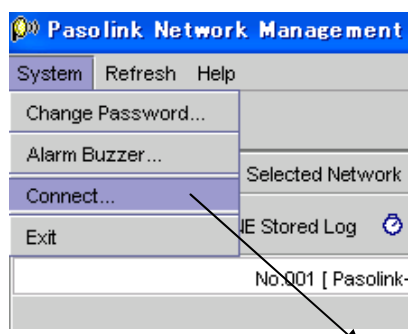 Pasolink Network Management
System Refresh Help
Change Password...
Alarm Buzzer...
Selected Network
Connect...
NE Stored Log
Exit
No.001 [ Pasolink-